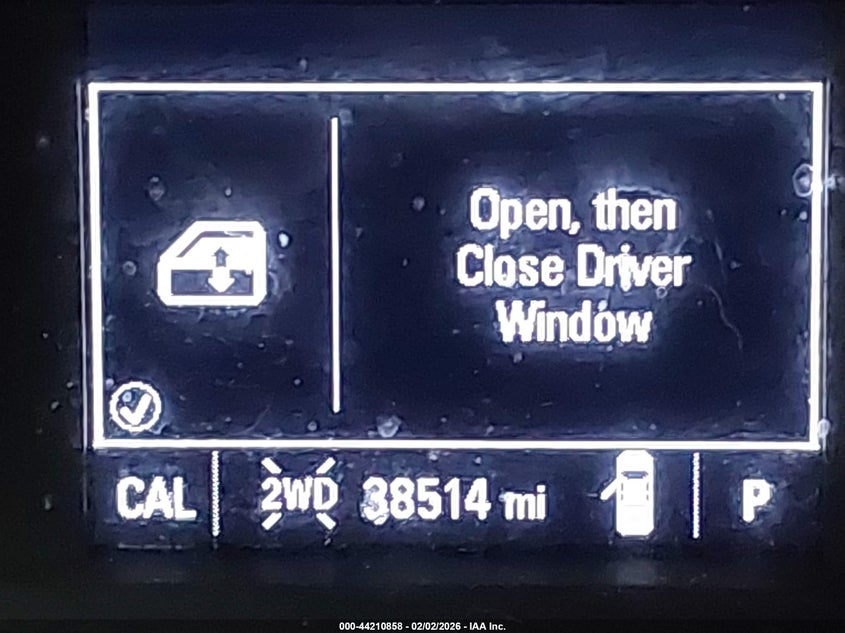 Open, then
Close Driver
Window
CAL 2WD 38514 mi P
000-44210858 - 02/02/2026 - IAA Inc.